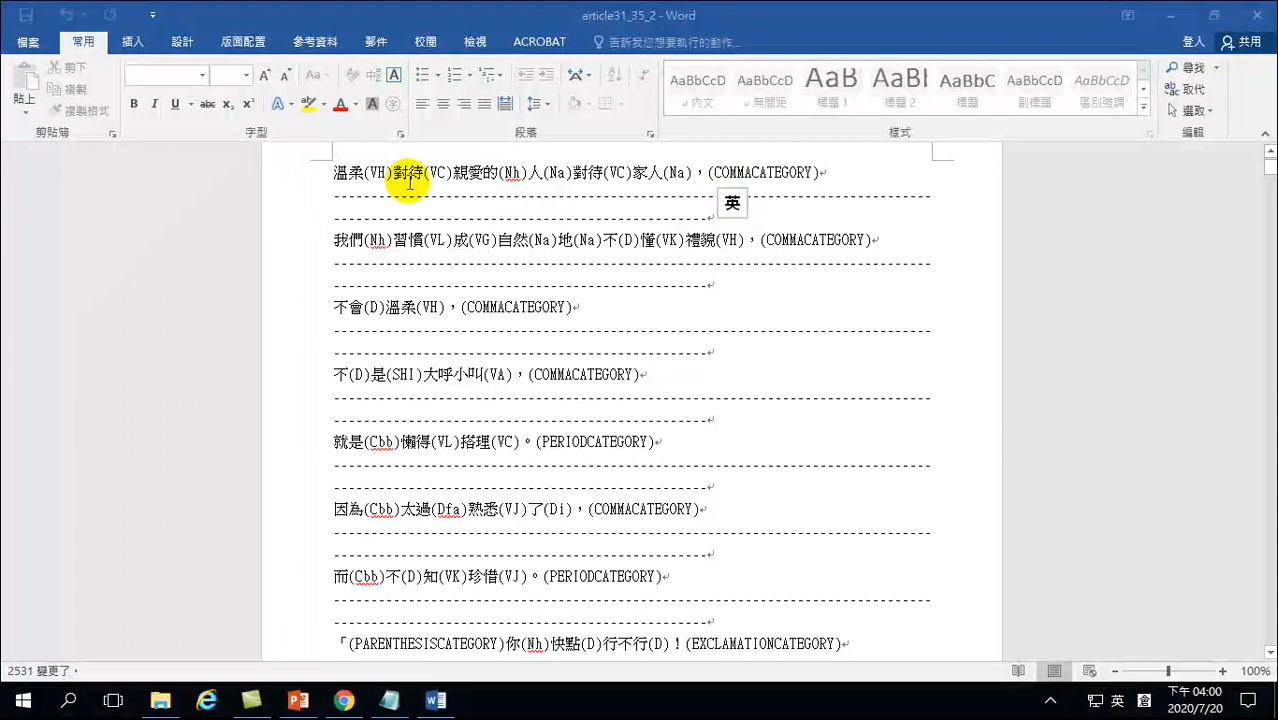 article31_35_2 - Word
檔案 常用 插入 設計 版面配置 參考資料 郵件 校閱 檢視 ACROBAT 告訴我您想要執行的動作... 登入 共用
貼上 剪下 AaBbCcD AaBbCcD AaB AaBl AaBbC AaBbCcD AaBbCcD 尋找
複製 內文 無間距 標題 1 標題 2 標題 副標題 區別強調 取代
複製格式 選取
剪貼簿 字型 段落 樣式 編輯
溫柔(VH)對待(VC)親愛的(Nh)人(Na)對待(VC)家人(Na)，(COMMACATEGORY)
英
我們(Nh)習慣(VL)成(VG)自然(Na)地(Na)不(D)懂(VK)禮貌(VH)，(COMMACATEGORY)
不會(D)溫柔(VH)，(COMMACATEGORY)
不(D)是(SHI)大呼小叫(VA)，(COMMACATEGORY)
就是(Cbb)懶得(VL)搭理(VC)。(PERIODCATEGORY)
因為(Cbb)太過(Dfa)熟悉(VJ)了(Di)，(COMMACATEGORY)
而(Cbb)不(D)知(VK)珍惜(VJ)。(PERIODCATEGORY)
「(PARENTHESISCATEGORY)你(Nh)快點(D)行不行(D)！(EXCLAMATIONCATEGORY)
2531 變更了。 100%
英 下午 04:00
2020/7/20